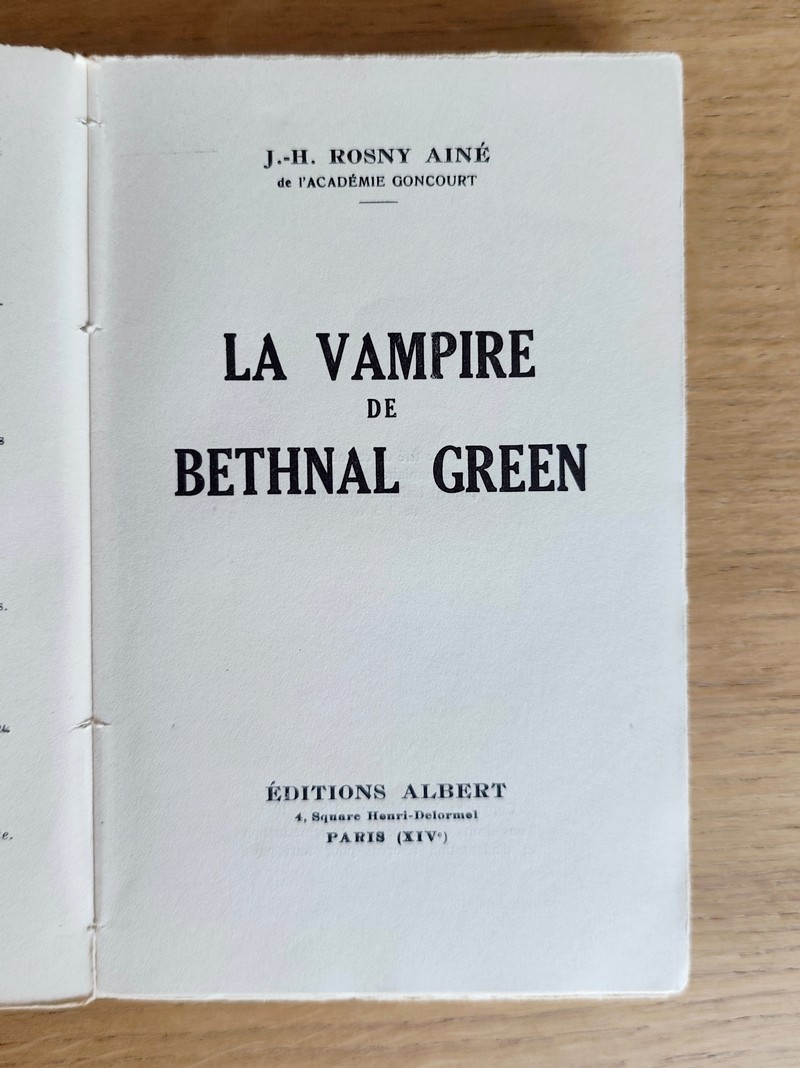 J.-H. ROSNY AINÉ
de l'ACADÉMIE GONCOURT
LA VAMPIRE
DE
BETHNAL GREEN
ÉDITIONS ALBERT
4, Square Henri-Delormel
PARIS (XIVᵉ)